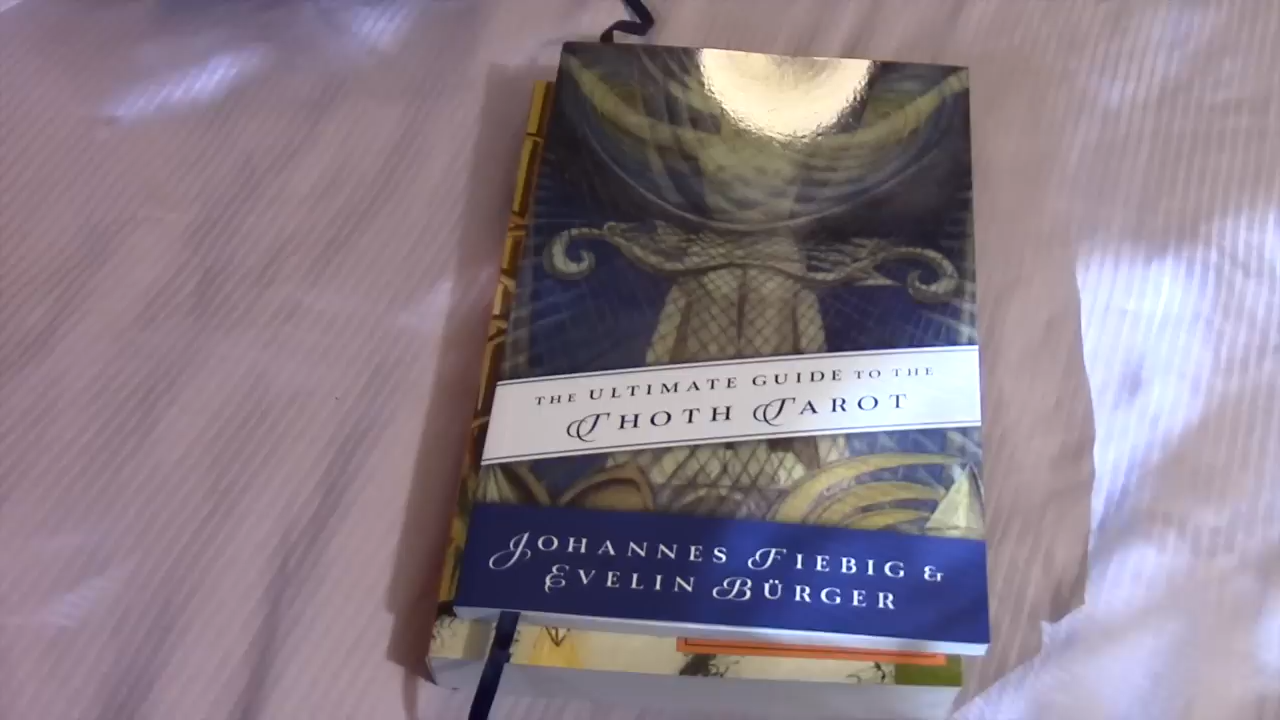 THE ULTIMATE GUIDE TO THE
THOTH TAROT
JOHANNES FIEBIG &
EVELIN BÜRGER